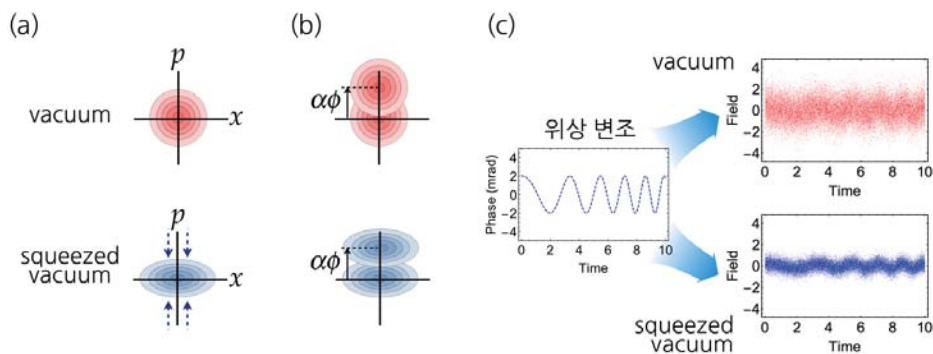 (a)
p
vacuum
x
p
squeezed
vacuum
x
(b)
αϕ
αϕ
(c)
위상 변조
Phase (mrad)
4
2
0
-2
-4
0 2 4 6 8 10
Time
vacuum
Field
4
2
0
-2
-4
0 2 4 6 8 10
Time
Field
4
2
0
-2
-4
0 2 4 6 8 10
Time
squeezed
vacuum